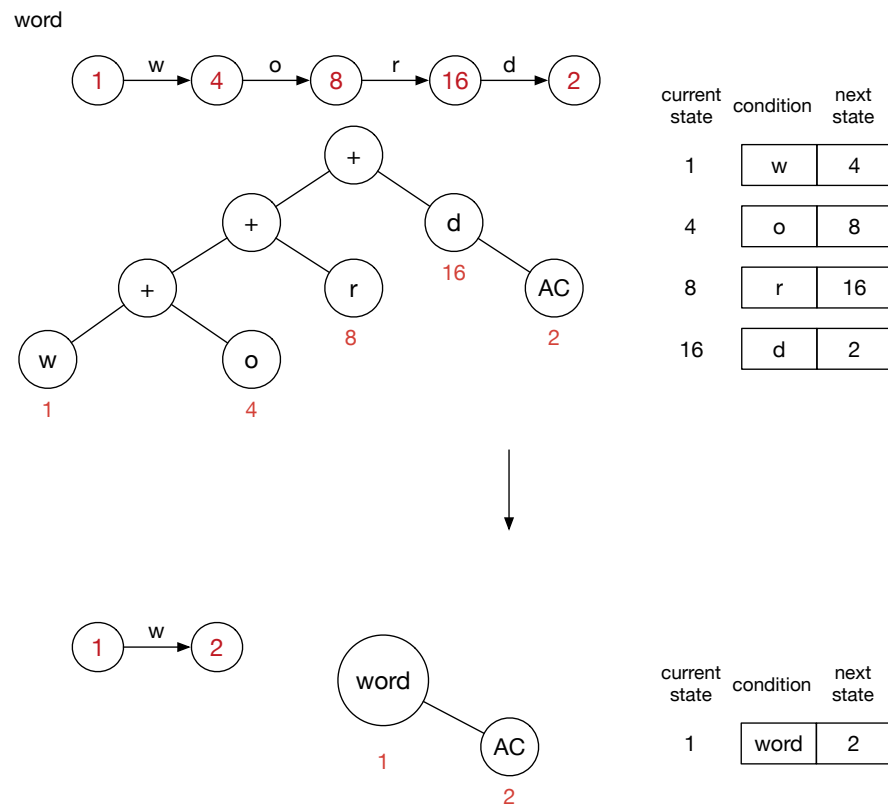 word
w o r d
1 4 8 16 2
current state condition next state
1 w 4
4 o 8
8 r 16
16 d 2
+
+ d
16
+ r AC
8 2
w o
1 4
w
1 2
word
AC
1
2
current state condition next state
1 word 2